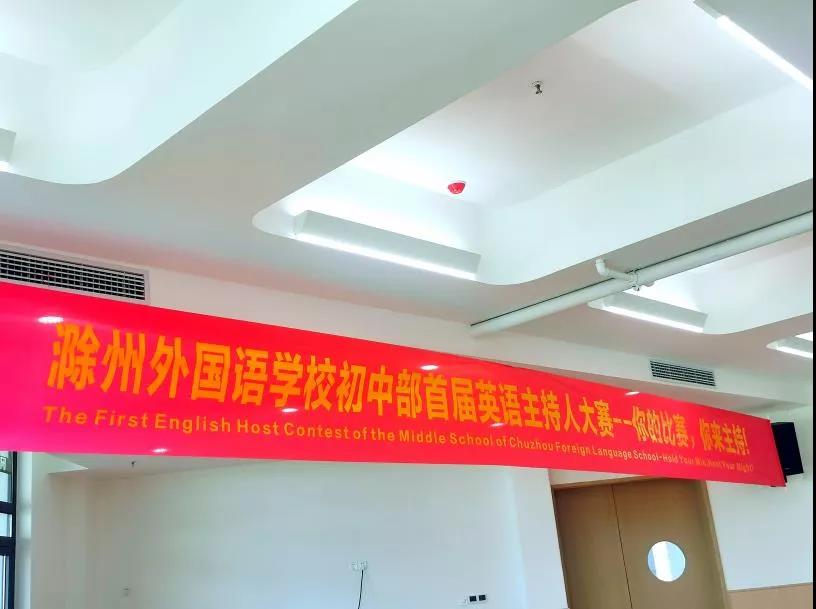 滁州外国语学校初中部首届英语主持人大赛--你的比赛，你来主持！
The First English Host Contest of the Middle School of Chuzhou Foreign Language School-Hold Your Mic, Host Your Might!